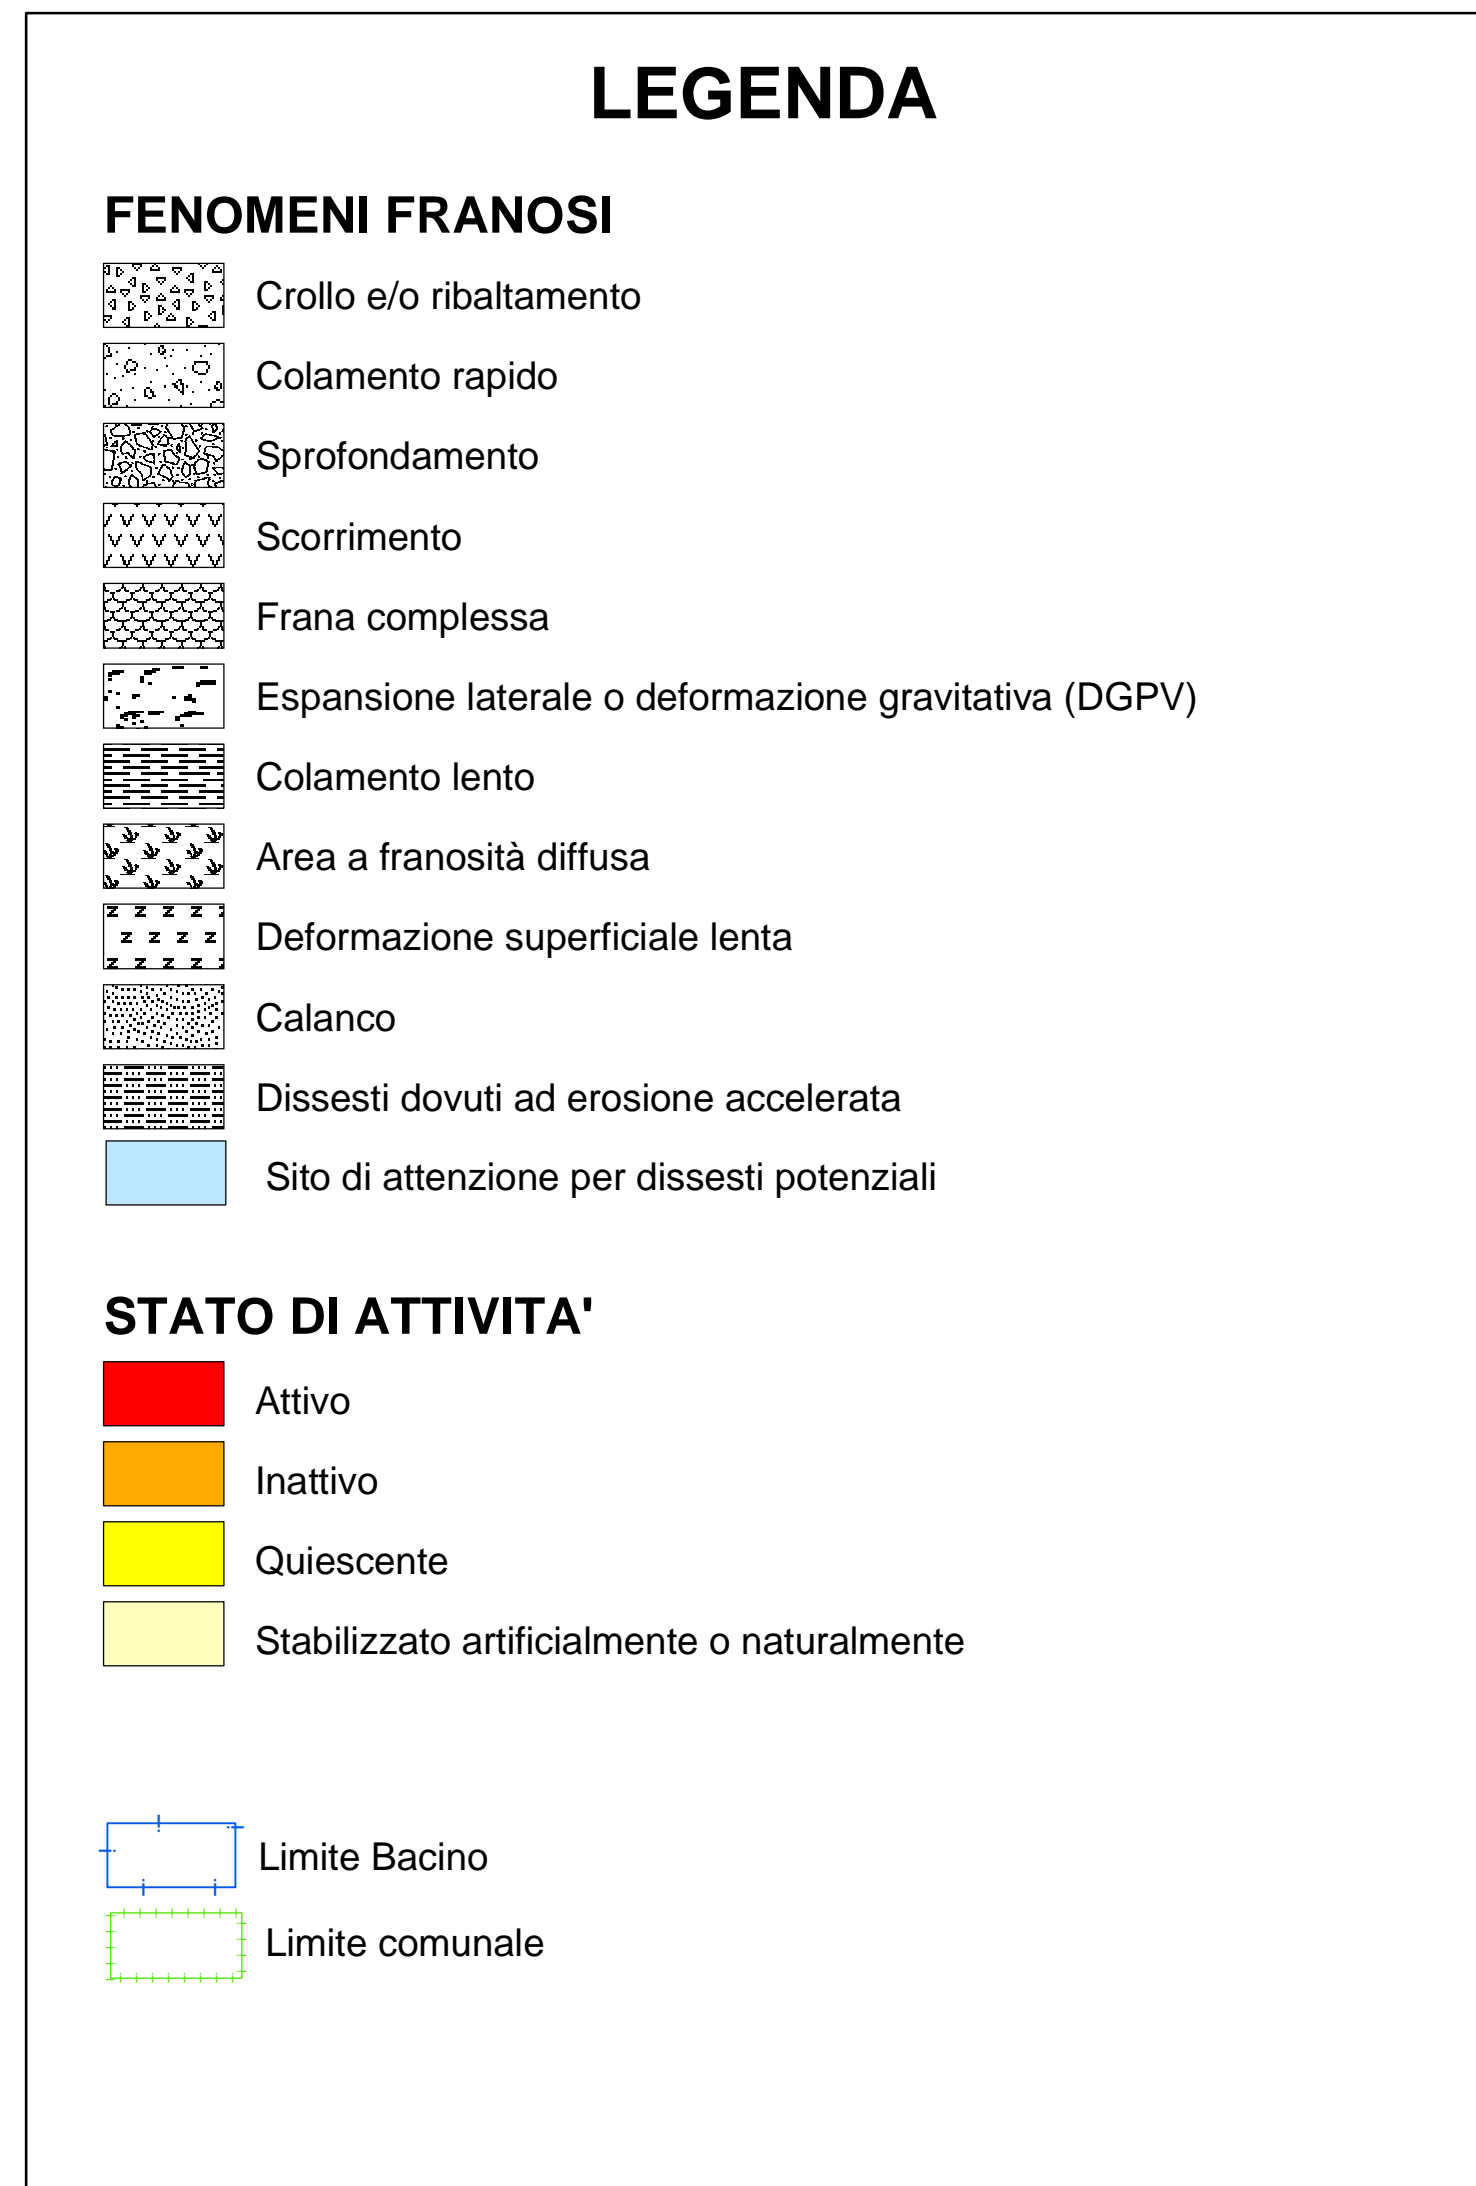 LEGENDA
FENOMENI FRANOSI
Crollo e/o ribaltamento
Colamento rapido
Sprofondamento
Scorrimento
Frana complessa
Espansione laterale o deformazione gravitativa (DGPV)
Colamento lento
Area a franosità diffusa
Deformazione superficiale lenta
Calanco
Dissesti dovuti ad erosione accelerata
Sito di attenzione per dissesti potenziali
STATO DI ATTIVITA'
Attivo
Inattivo
Quiescente
Stabilizzato artificialmente o naturalmente
Limite Bacino
Limite comunale